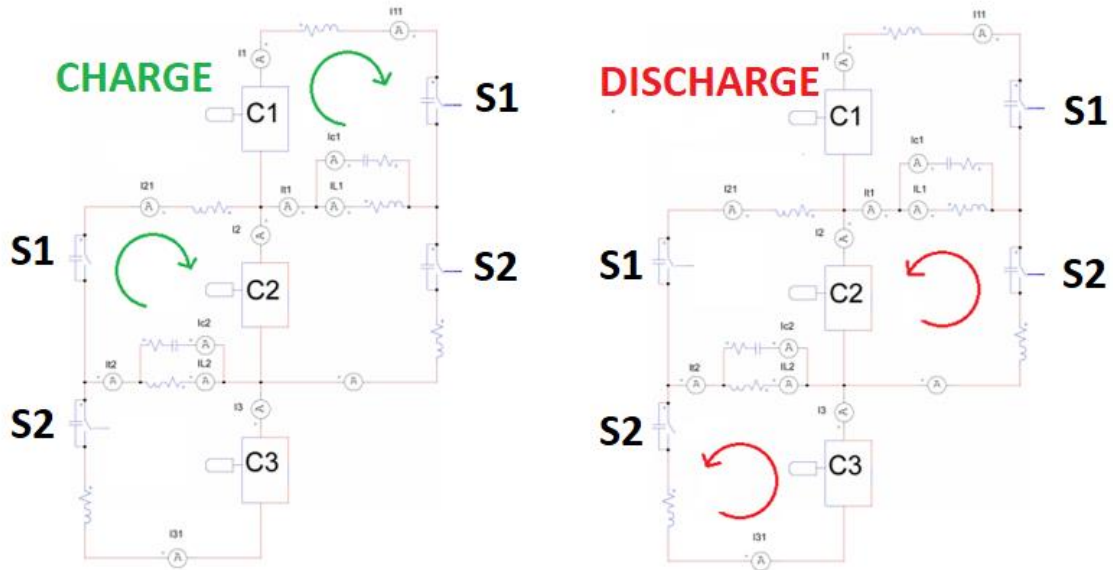 I11
I1
CHARGE
S1
C1
Ic1
I21
It1
IL1
I2
S1
S2
C2
Ic2
It2
IL2
S2
I3
C3
I31
I11
I1
DISCHARGE
S1
C1
Ic1
I21
It1
IL1
I2
S1
S2
C2
Ic2
It2
IL2
S2
I3
C3
I31